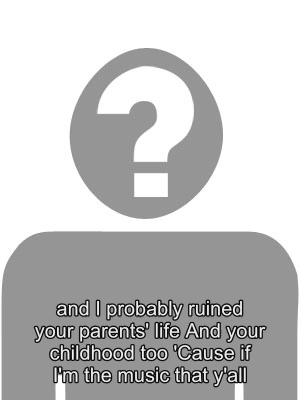 ?
and I probably ruined
your parents' life And your
childhood too 'Cause if
I'm the music that y'all